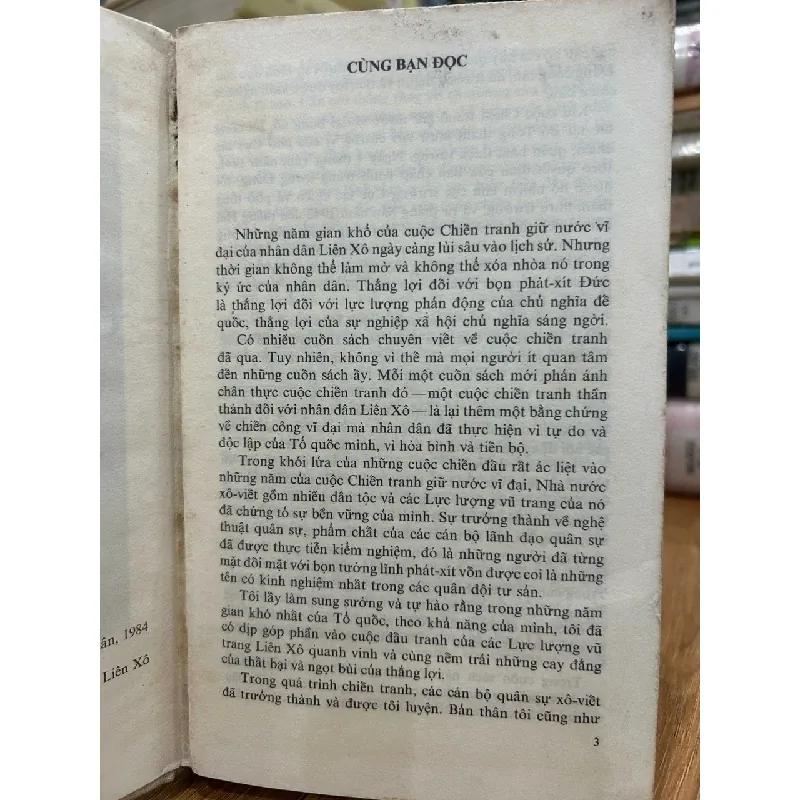 ân, 1984
Liên Xô
CÙNG BẠN ĐỌC
Những năm gian khổ của cuộc Chiến tranh giữ nước vĩ
đại của nhân dân Liên Xô ngày càng lùi sâu vào lịch sử. Nhưng
thời gian không thể làm mờ và không thể xóa nhòa nó trong
ký ức của nhân dân. Thắng lợi đối với bọn phát-xít Đức
là thắng lợi đối với lực lượng phản động của chủ nghĩa đế
quốc, thắng lợi của sự nghiệp xã hội chủ nghĩa sáng ngời.
Có nhiều cuốn sách chuyên viết về cuộc chiến tranh
đã qua. Tuy nhiên, không vì thế mà mọi người ít quan tâm
đến những cuốn sách ấy. Mỗi một cuốn sách mới phản ánh
chân thực cuộc chiến tranh đó — một cuộc chiến tranh thần
thánh đối với nhân dân Liên Xô — là lại thêm một bằng chứng
về chiến công vĩ đại mà nhân dân đã thực hiện vì tự do và
độc lập của Tổ quốc mình, vì hòa bình và tiến bộ.
Trong khói lửa của những cuộc chiến đấu rất ác liệt vào
những năm của cuộc Chiến tranh giữ nước vĩ đại, Nhà nước
xô-viết gồm nhiều dân tộc và các Lực lượng vũ trang của nó
đã chứng tỏ sự bền vững của mình. Sự trưởng thành về nghệ
thuật quân sự, phẩm chất của các cán bộ lãnh đạo quân sự
đã được thực tiễn kiểm nghiệm, đó là những người đã từng
mặt đối mặt với bọn tướng lĩnh phát-xít vốn được coi là những
tên có kinh nghiệm nhất trong các quân đội tư sản.
Tôi lấy làm sung sướng và tự hào rằng trong những năm
gian khó nhất của Tổ quốc, theo khả năng của mình, tôi đã
có dịp góp phần vào cuộc đấu tranh của các Lực lượng vũ
trang Liên Xô quang vinh và cùng nếm trải những cay đắng
của thất bại và ngọt bùi của thắng lợi.
Trong quá trình chiến tranh, các cán bộ quân sự xô-viết
đã trưởng thành và được tôi luyện. Bản thân tôi cũng như
3